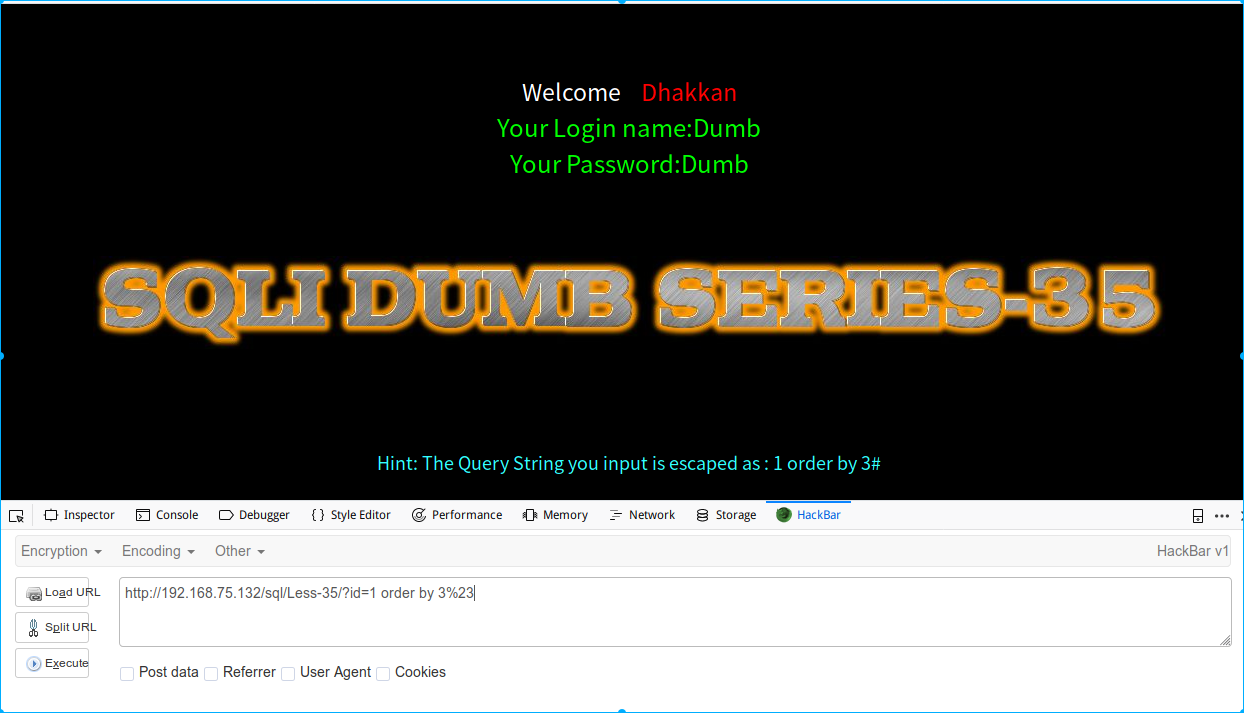 Welcome Dhakkan
Your Login name:Dumb
Your Password:Dumb
SQLI DUMB SERIES-35
Hint: The Query String you input is escaped as : 1 order by 3#
Inspector Console Debugger { } Style Editor Performance Memory Network Storage HackBar
Encryption Encoding Other HackBar v1
Load URL
Split URL
Execute
http://192.168.75.132/sql/Less-35/?id=1 order by 3%23
Post data Referrer User Agent Cookies